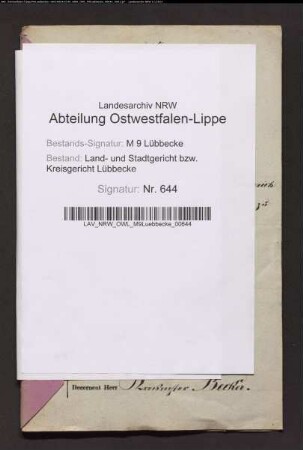 Landesarchiv NRW
Abteilung Ostwestfalen-Lippe
Bestands-Signatur: M 9 Lübbecke
Bestand: Land- und Stadtgericht bzw.
Kreisgericht Lübbecke
Signatur: Nr. 644
LAV_NRW_OWL_M9Luebbecke_00644
Decernent Herr